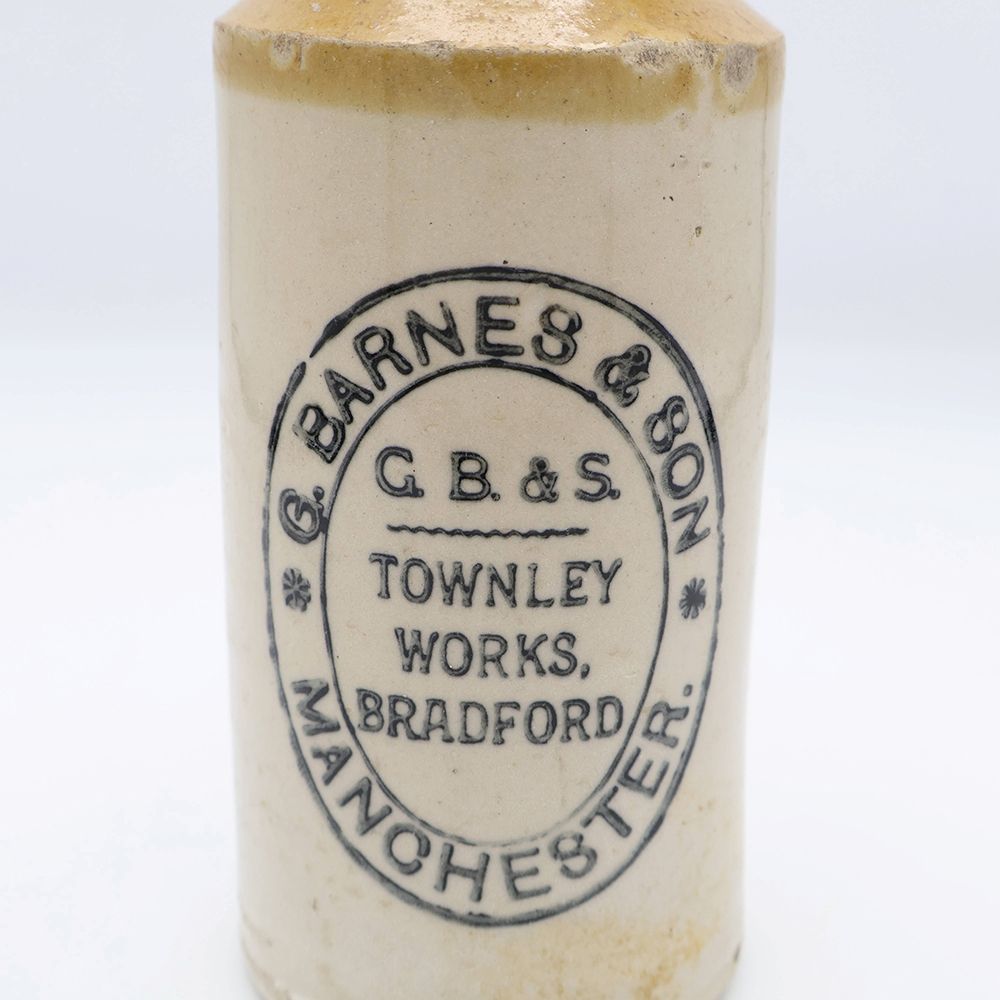 G. BARNES & SON
G. B. & S.
TOWNLEY
WORKS,
BRADFORD
MANCHESTER.